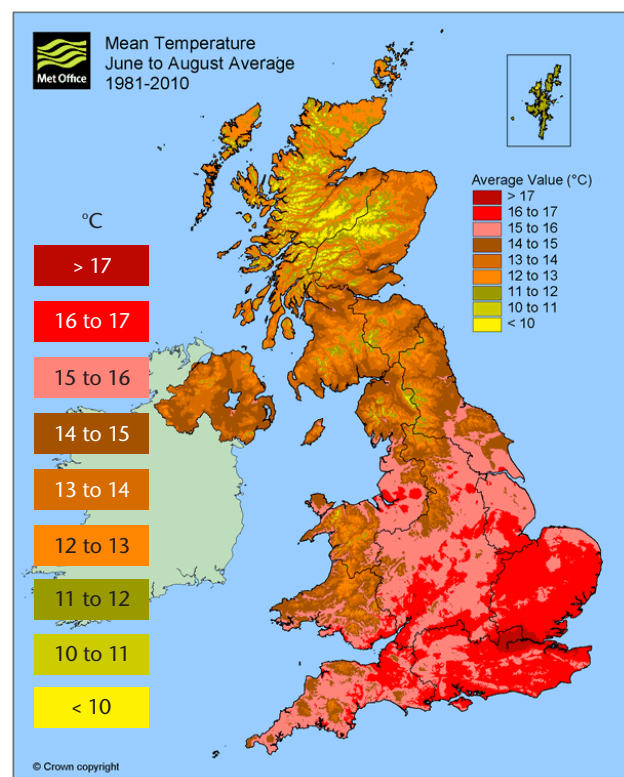 Met Office
Mean Temperature
June to August Average
1981-2010
Average Value (°C)
> 17
16 to 17
15 to 16
14 to 15
13 to 14
12 to 13
11 to 12
10 to 11
< 10
°C
> 17
16 to 17
15 to 16
14 to 15
13 to 14
12 to 13
11 to 12
10 to 11
< 10
© Crown copyright